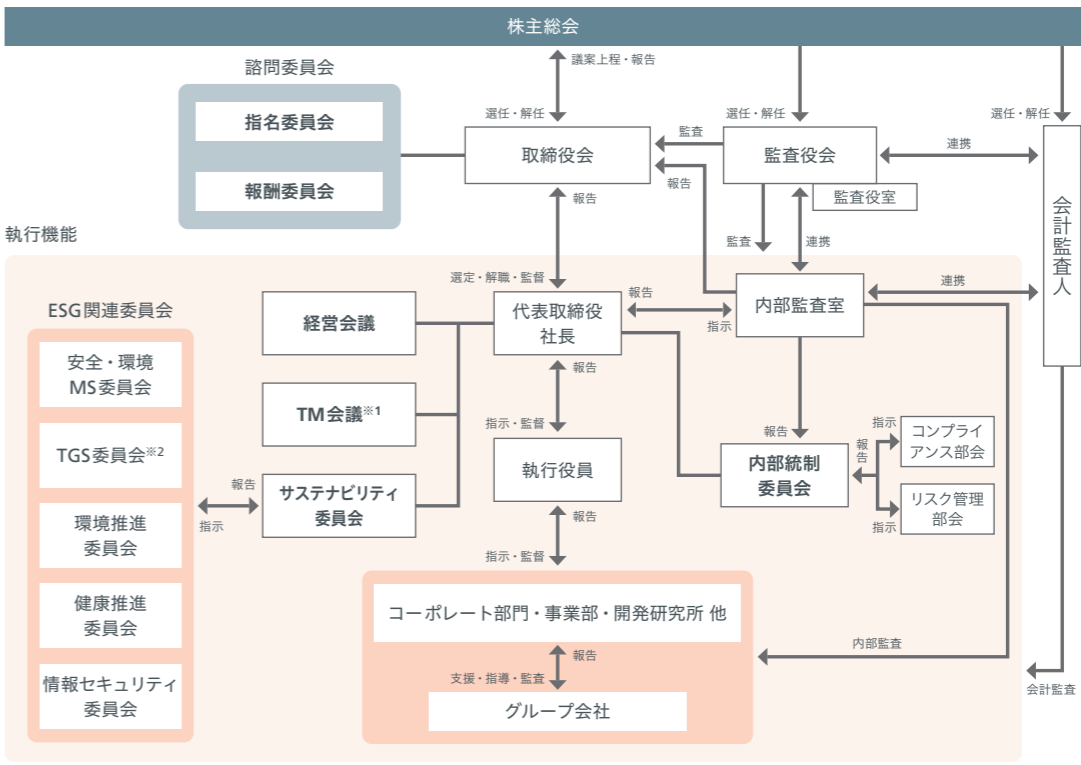 株主総会
諮問委員会
議案上程・報告
指名委員会
選任・解任
選任・解任
選任・解任
取締役会
監査
監査役会
連携
報酬委員会
報告
報告
監査役室
会計監査人
執行機能
監査
連携
選定・解職・監督
ESG関連委員会
経営会議
代表取締役
社長
報告
指示
内部監査室
連携
安全・環境
MS委員会
報告
TM会議※1
指示・監督
TGS委員会※2
執行役員
報告
内部統制
委員会
報告
指示
コンプライ
アンス部会
報告
指示
サステナビリティ
委員会
指示
リスク管理
部会
環境推進
委員会
報告
指示・監督
健康推進
委員会
コーポレート部門・事業部・開発研究所 他
内部監査
報告
支援・指導・監査
会計監査
情報セキュリティ
委員会
グループ会社